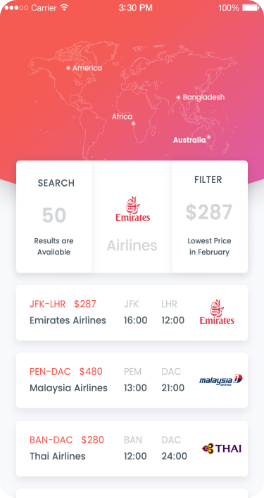 Carrier 3:30 PM 100%
America
Bangladesh
Africa
Australia
SEARCH
50
Results are
Available
Emirates
Airlines
FILTER
$287
Lowest Price
in February
JFK-LHR $287 JFK LHR
Emirates Airlines 16:00 12:00
Emirates
PEN-DAC $480 PEM DAC
Malaysia Airlines 13:00 21:00
malaysia
BAN-DAC $280 BAN DAC
Thai Airlines 12:00 24:00
THAI